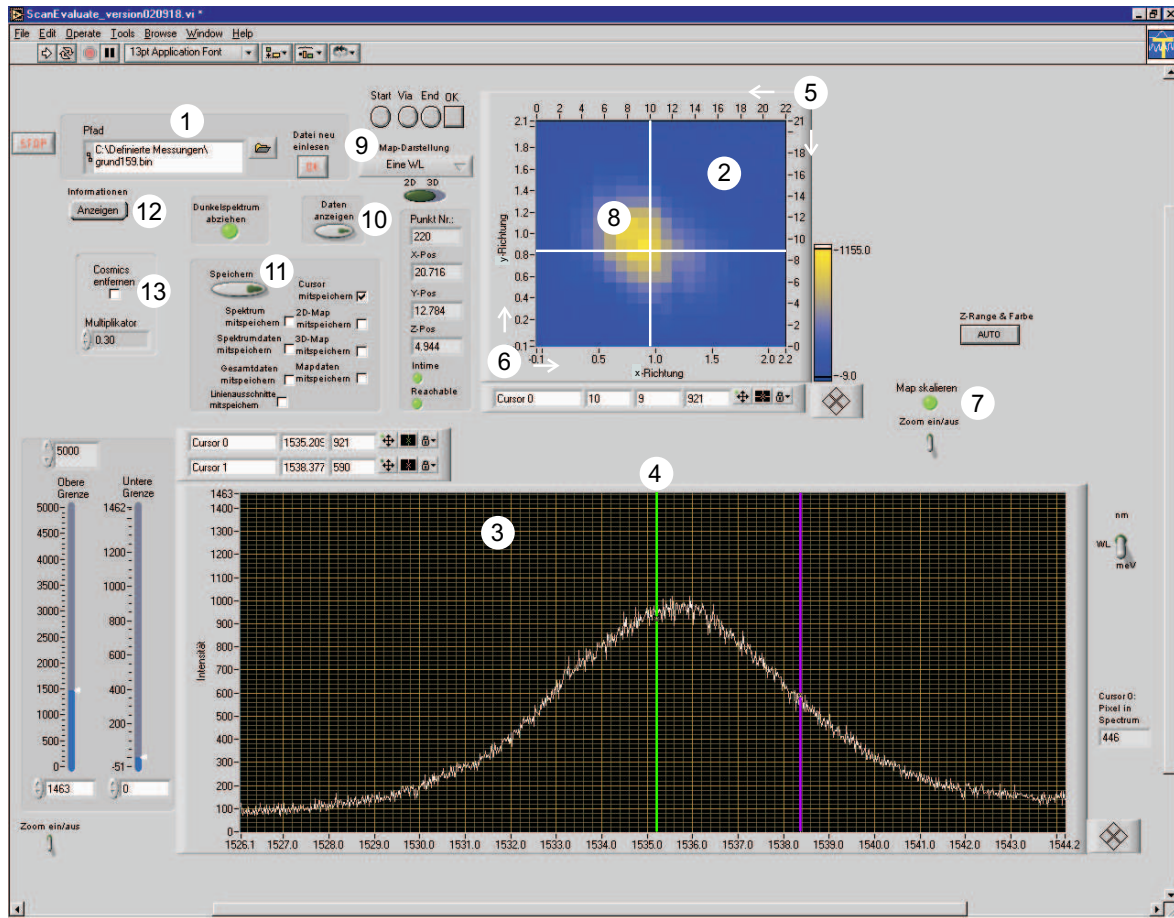 ScanEvaluate_version020918.vi *
File Edit Operate Tools Browse Window Help
13pt Application Font
STOP
1
Pfad
C:\Definierte Messungen\
grund159.bin
Datei neu
einlesen
OK
Start Via End OK
9
Map-Darstellung
Eine WL
2D 3D
Informationen
Anzeigen
12
Dunkelspektrum
abziehen
Daten
anzeigen
10
Punkt Nr.:
220
X-Pos
20.716
Y-Pos
12.784
Z-Pos
4.944
Intime
Reachable
Cosmics
entfernen
13
Multiplikator
0.30
Speichern
11
Cursor
mitspeichern
Spektrum
mitspeichern
2D-Map
mitspeichern
Spektrumdaten
mitspeichern
3D-Map
mitspeichern
Gesamtdaten
mitspeichern
Mapdaten
mitspeichern
Linienausschnitte
mitspeichern
5
0 2 4 6 8 10 12 14 16 18 20 22
2.1
1.8
1.6
1.4
1.2
1.0
0.8
0.6
0.4
0.2
0.1
y-Richtung
2
8
6
21
18
16
14
12
10
8
6
4
2
0
-0.1 0.5 1.0 1.5 2.0 2.2
x-Richtung
1155.0
-9.0
Cursor 0 10 9 921
Z-Range & Farbe
AUTO
Map skalieren
7
Zoom ein/aus
Cursor 0 1535.209 921
Cursor 1 1538.377 590
5000
Obere
Grenze
5000
4500
4000
3500
3000
2500
2000
1500
1000
500
0
1463
Untere
Grenze
1462
1200
1000
800
600
400
200
-51
0
Zoom ein/aus
4
3
Intensität
1463
1400
1300
1200
1100
1000
900
800
700
600
500
400
300
200
100
0
1526.1 1527.0 1528.0 1529.0 1530.0 1531.0 1532.0 1533.0 1534.0 1535.0 1536.0 1537.0 1538.0 1539.0 1540.0 1541.0 1542.0 1543.0 1544.2
nm
WL
meV
Cursor 0:
Pixel in
Spectrum
446